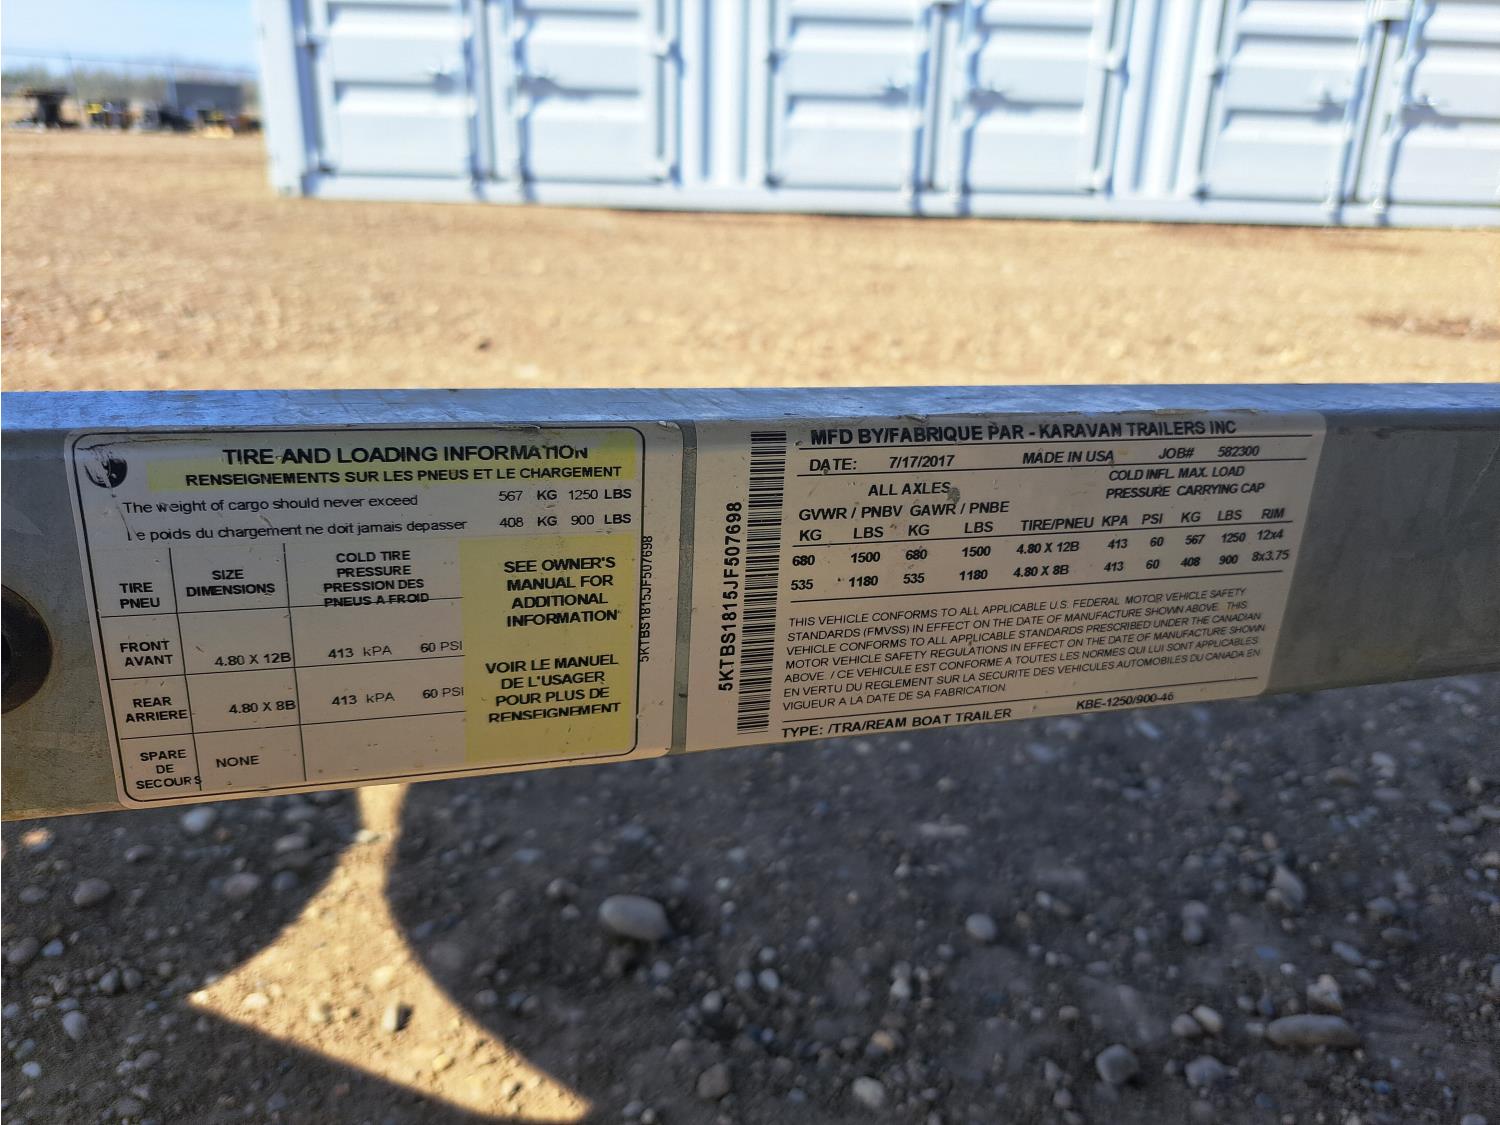 TIRE AND LOADING INFORMATION
RENSEIGNEMENTS SUR LES PNEUS ET LE CHARGEMENT
The weight of cargo should never exceed 567 KG 1250 LBS
Le poids du chargement ne doit jamais depasser 408 KG 900 LBS
TIRE
PNEU
SIZE
DIMENSIONS
COLD TIRE
PRESSURE
PRESSION DES
PNEUS A FROID
SEE OWNER'S
MANUAL FOR
ADDITIONAL
INFORMATION
VOIR LE MANUEL
DE L'USAGER
POUR PLUS DE
RENSEIGNEMENT
FRONT
AVANT
4.80 X 12B
413 kPA 60 PSI
REAR
ARRIERE
4.80 X 8B
413 kPA 60 PSI
SPARE
DE
SECOURS
NONE
5KTBS1815JF507698
5KTBS1815JF507698
MFD BY/FABRIQUE PAR - KARAVAN TRAILERS INC
DATE: 7/17/2017 MADE IN USA JOB# 582300
ALL AXLES COLD INFL. MAX. LOAD
GVWR / PNBV GAWR / PNBE PRESSURE CARRYING CAP
KG LBS KG LBS TIRE/PNEU KPA PSI KG LBS RIM
680 1500 680 1500 4.80 X 12B 413 60 567 1250 12x4
535 1180 535 1180 4.80 X 8B 413 60 408 900 8x3.75
THIS VEHICLE CONFORMS TO ALL APPLICABLE U.S. FEDERAL MOTOR VEHICLE SAFETY
STANDARDS (FMVSS) IN EFFECT ON THE DATE OF MANUFACTURE SHOWN ABOVE. THIS
VEHICLE CONFORMS TO ALL APPLICABLE STANDARDS PRESCRIBED UNDER THE CANADIAN
MOTOR VEHICLE SAFETY REGULATIONS IN EFFECT ON THE DATE OF MANUFACTURE SHOWN
ABOVE. / CE VEHICULE EST CONFORME A TOUTES LES NORMES QUI LUI SONT APPLICABLES
EN VERTU DU REGLEMENT SUR LA SECURITE DES VEHICULES AUTOMOBILES DU CANADA EN
VIGUEUR A LA DATE DE SA FABRICATION
TYPE: /TRA/REAM BOAT TRAILER KBE-1250/900-46